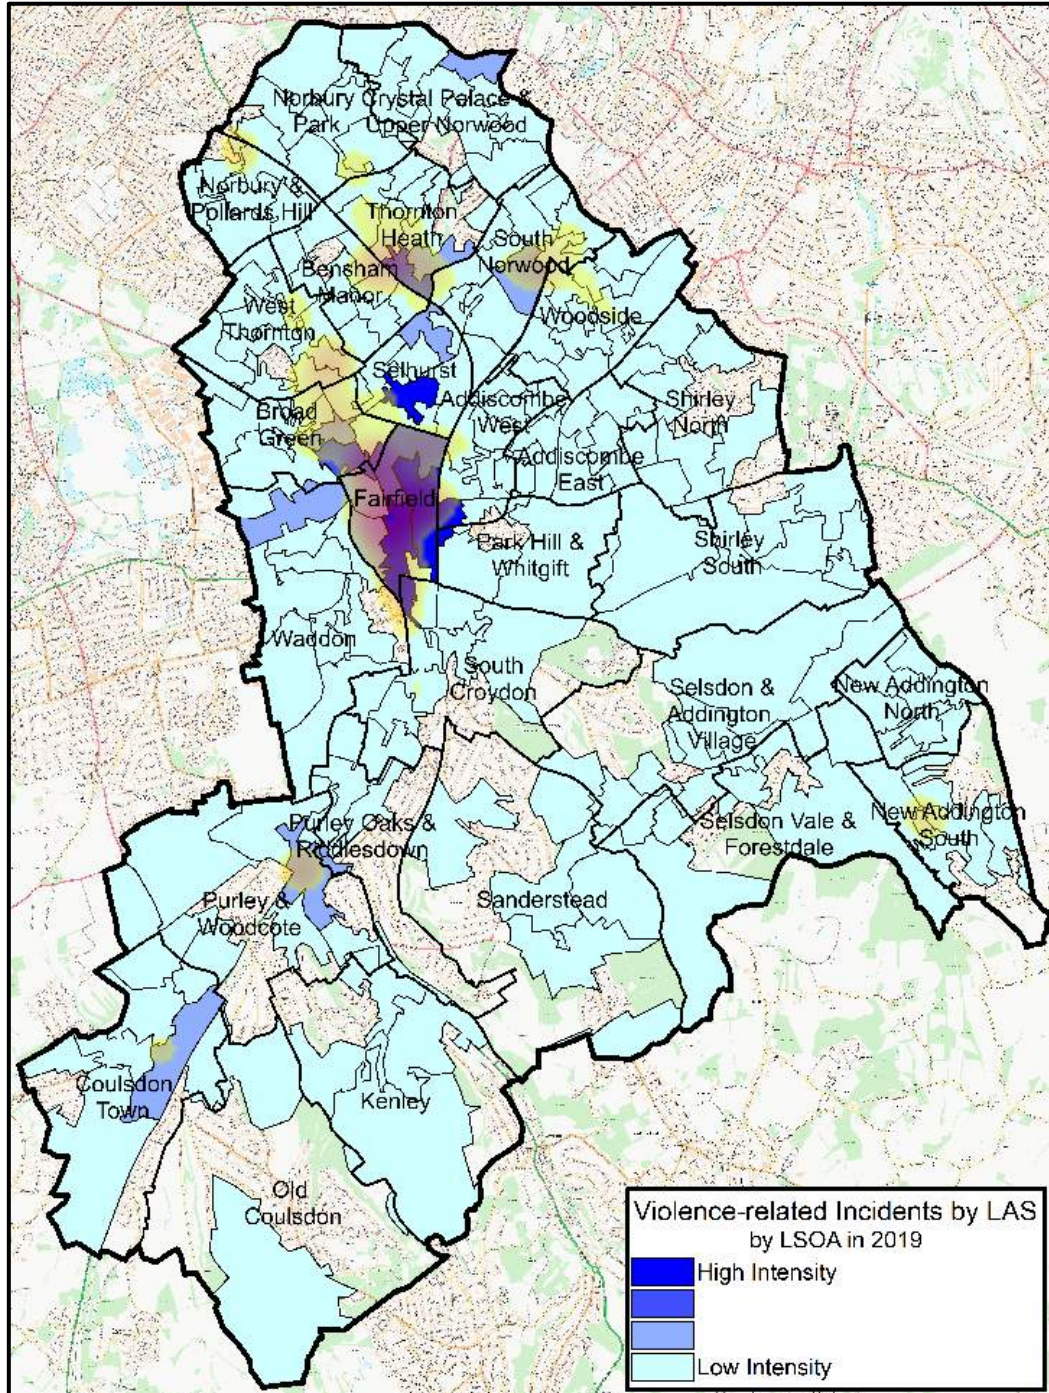 Norbury
Park
Crystal Palace &
Upper Norwood
Norbury &
Pollards Hill
Thornton
Heath
South
Norwood
Bensham
Manor
West
Thornton
Woodside
Selhurst
Addiscombe
West
Shirley
North
Broad
Green
Addiscombe
East
Fairfield
Park Hill &
Whitgift
Shirley
South
Waddon
South
Croydon
Selsdon &
Addington
Village
New Addington
North
Purley Oaks &
Riddlesdown
Selsdon Vale &
Forestdale
New Addington
South
Purley &
Woodcote
Sanderstead
Coulsdon
Town
Kenley
Old
Coulsdon
Violence-related Incidents by LAS
by LSOA in 2019
High Intensity
Low Intensity